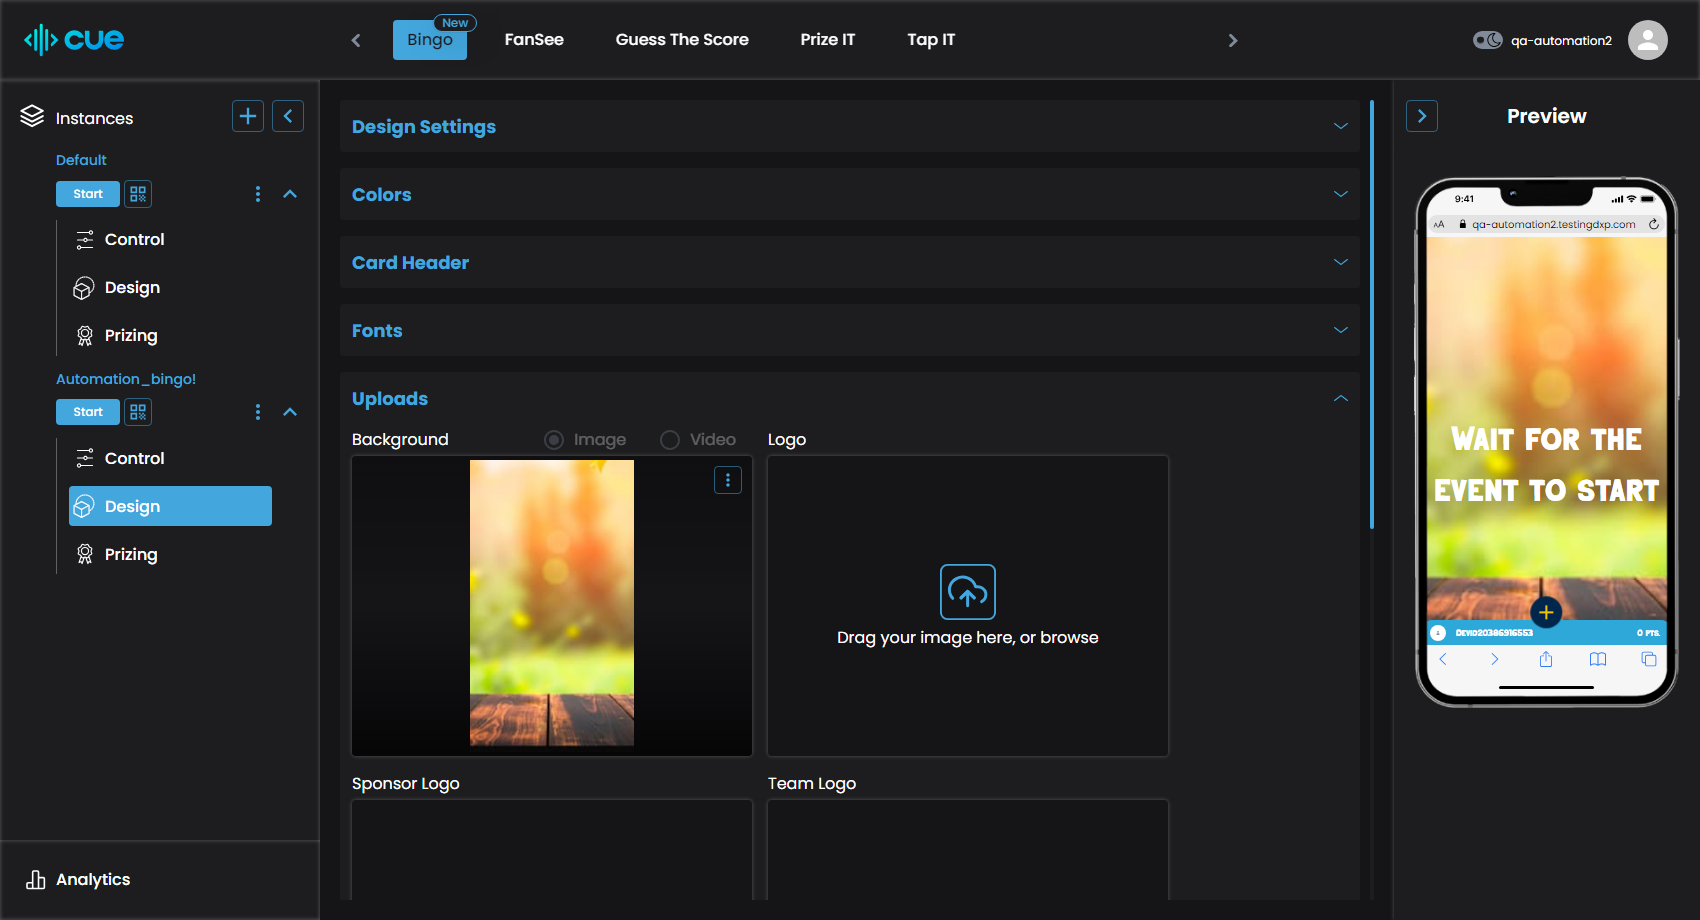 cue
Bingo
New
FanSee
Guess The Score
Prize IT
Tap IT
qa-automation2
Instances
Default
Start
Control
Design
Prizing
Automation_bingo!
Start
Control
Design
Prizing
Analytics
Design Settings
Colors
Card Header
Fonts
Uploads
Background
Image
Video
Logo
Drag your image here, or browse
Sponsor Logo
Team Logo
Preview
9:41
AA
qa-automation2.testingdxp.com
WAIT FOR THE
EVENT TO START
DEVID20386916553
0 PTS.